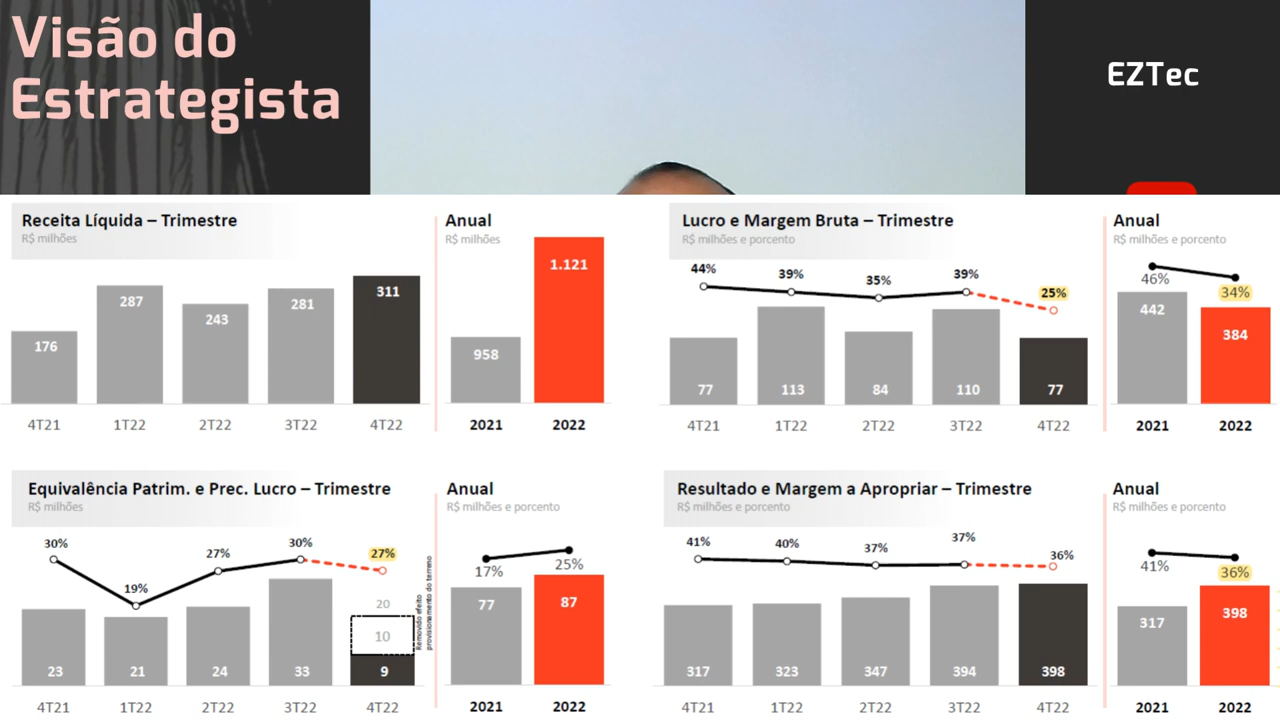 Visão do
Estrategista
EZTec
Receita Líquida – Trimestre
R$ milhões
176
287
243
281
311
4T21
1T22
2T22
3T22
4T22
Anual
R$ milhões
958
1.121
2021
2022
Lucro e Margem Bruta – Trimestre
R$ milhões e porcento
44%
39%
35%
39%
25%
77
113
84
110
77
4T21
1T22
2T22
3T22
4T22
Anual
R$ milhões e porcento
46%
34%
442
384
2021
2022
Equivalência Patrim. e Prec. Lucro – Trimestre
R$ milhões
30%
19%
27%
30%
27%
20
10
23
21
24
33
9
Removido efeito
provisionamento do terreno
4T21
1T22
2T22
3T22
4T22
Anual
R$ milhões e porcento
17%
25%
77
87
2021
2022
Resultado e Margem a Apropriar – Trimestre
R$ milhões e porcento
41%
40%
37%
37%
36%
317
323
347
394
398
4T21
1T22
2T22
3T22
4T22
Anual
R$ milhões e porcento
41%
36%
317
398
2021
2022